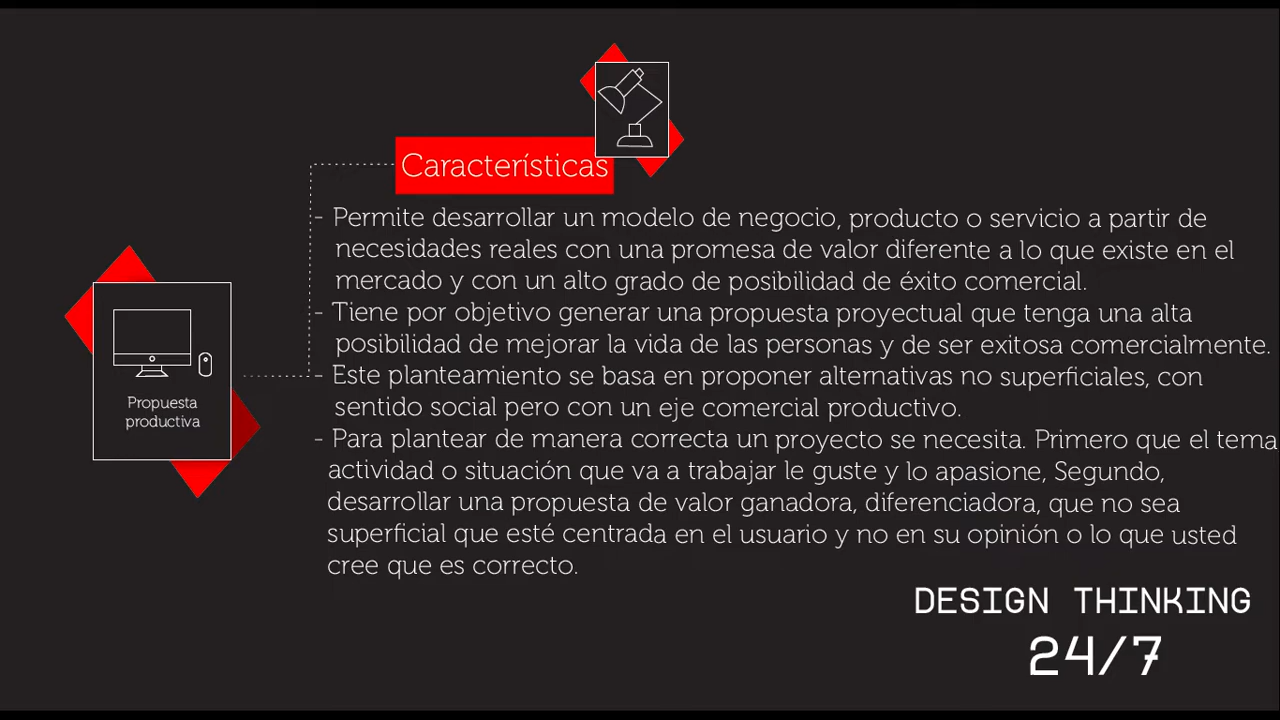 Características
- Permite desarrollar un modelo de negocio, producto o servicio a partir de
necesidades reales con una promesa de valor diferente a lo que existe en el
mercado y con un alto grado de posibilidad de éxito comercial.
- Tiene por objetivo generar una propuesta proyectual que tenga una alta
posibilidad de mejorar la vida de las personas y de ser exitosa comercialmente.
- Este planteamiento se basa en proponer alternativas no superficiales, con
sentido social pero con un eje comercial productivo.
- Para plantear de manera correcta un proyecto se necesita. Primero que el tema
actividad o situación que va a trabajar le guste y lo apasione, Segundo,
desarrollar una propuesta de valor ganadora, diferenciadora, que no sea
superficial que esté centrada en el usuario y no en su opinión o lo que usted
cree que es correcto.
Propuesta
productiva
DESIGN THINKING
24/7